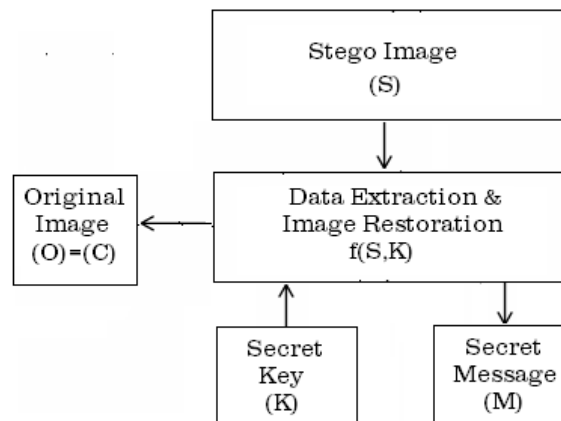 Stego Image
(S)
Original
Image
(O)=(C)
Data Extraction &
Image Restoration
f(S,K)
Secret
Key
(K)
Secret
Message
(M)